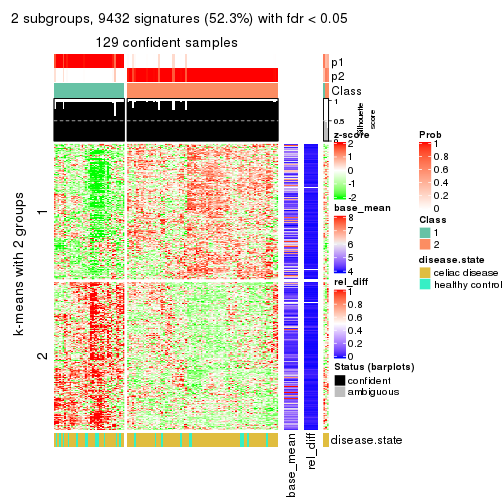 2 subgroups, 9432 signatures (52.3%) with fdr < 0.05
129 confident samples
p1
p2
Class
1
0.5
0
Silhouette
score
k-means with 2 groups
1
2
disease.state
base_mean
rel_diff
z-score
2
1
0
-1
-2
base_mean
8
7
6
5
4
rel_diff
1
0.8
0.6
0.4
0.2
0
Status (barplots)
confident
ambiguous
Prob
1
0.8
0.6
0.4
0.2
0
Class
1
2
disease.state
celiac disease
healthy control